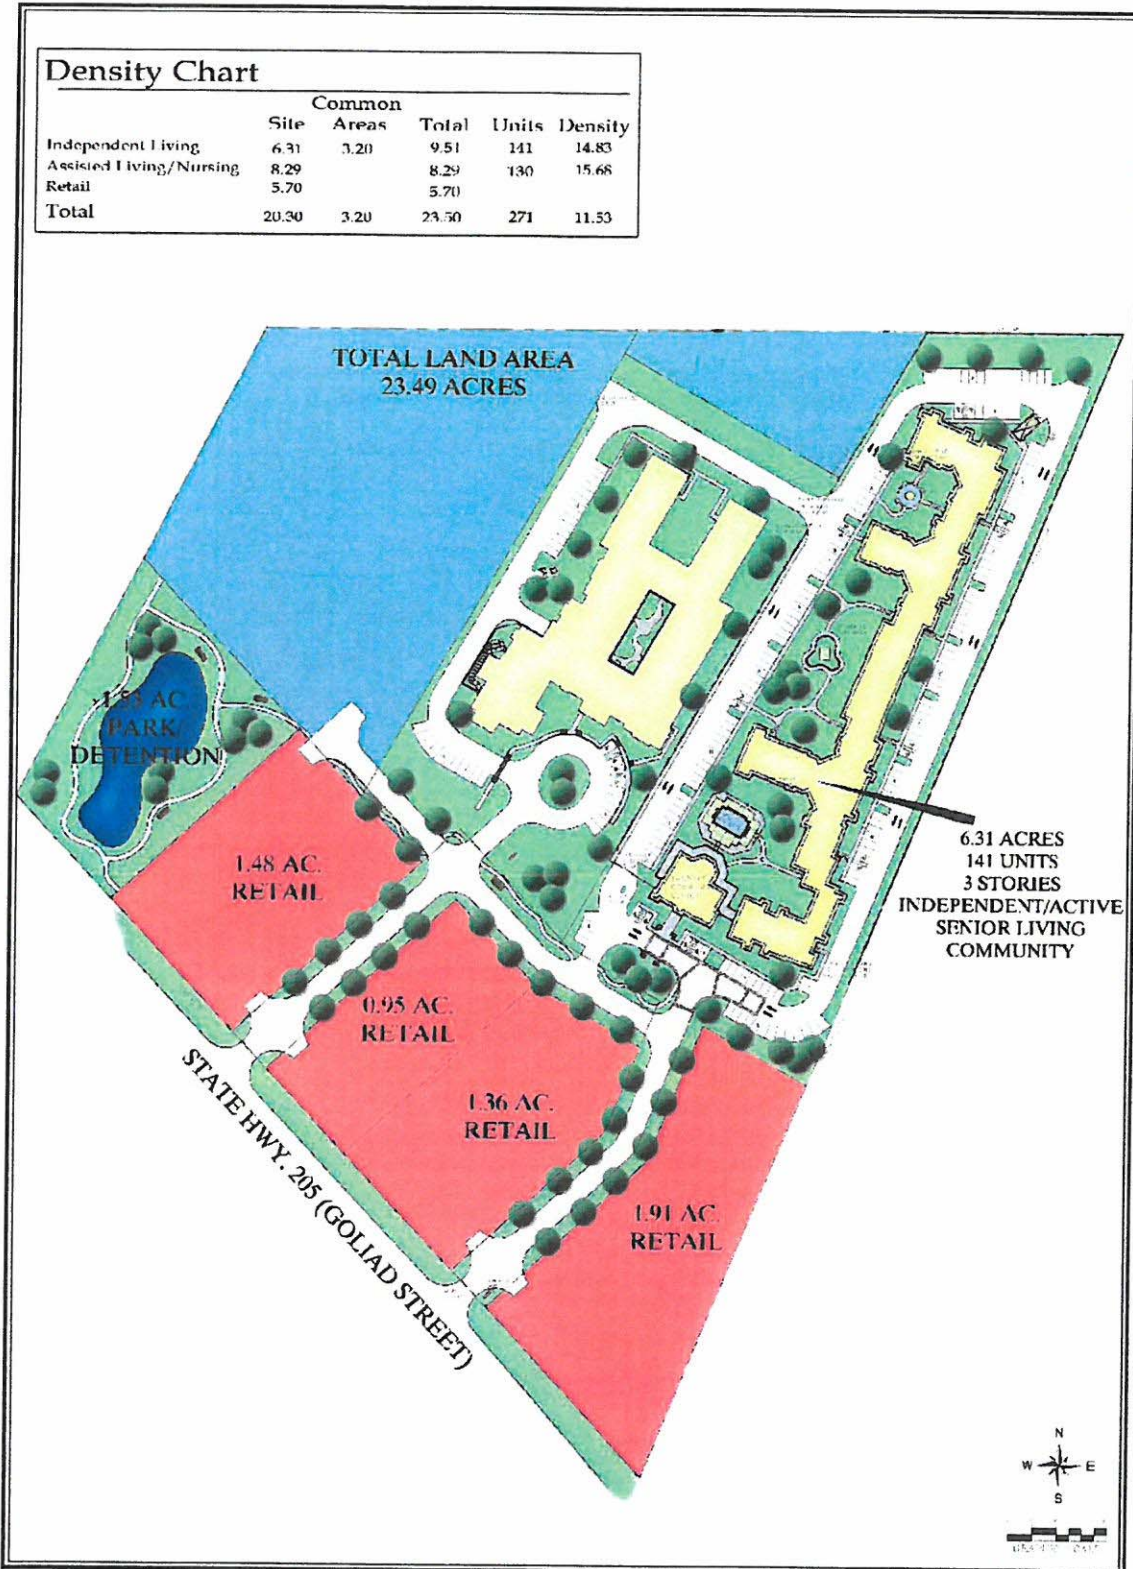 Density Chart
Common
Site Areas Total Units Density
Independent Living 6.31 3.20 9.51 141 14.83
Assisted Living/Nursing 8.29 8.29 130 15.68
Retail 5.70 5.70
Total 20.30 3.20 23.50 271 11.53
TOTAL LAND AREA
23.49 ACRES
1.53 AC.
PARK/
DETENTION
1.48 AC.
RETAIL
0.95 AC.
RETAIL
1.36 AC.
RETAIL
1.91 AC.
RETAIL
6.31 ACRES
141 UNITS
3 STORIES
INDEPENDENT/ACTIVE
SENIOR LIVING
COMMUNITY
STATE HWY. 205 (GOLIAD STREET)
N
W E
S